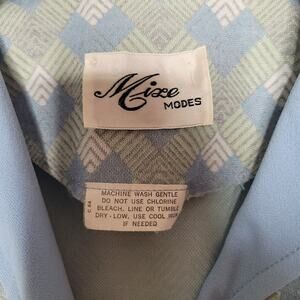 Mize
MODES
MACHINE WASH GENTLE
DO NOT USE CHLORINE
BLEACH. LINE OR TUMBLE
DRY - LOW. USE COOL IRON
IF NEEDED